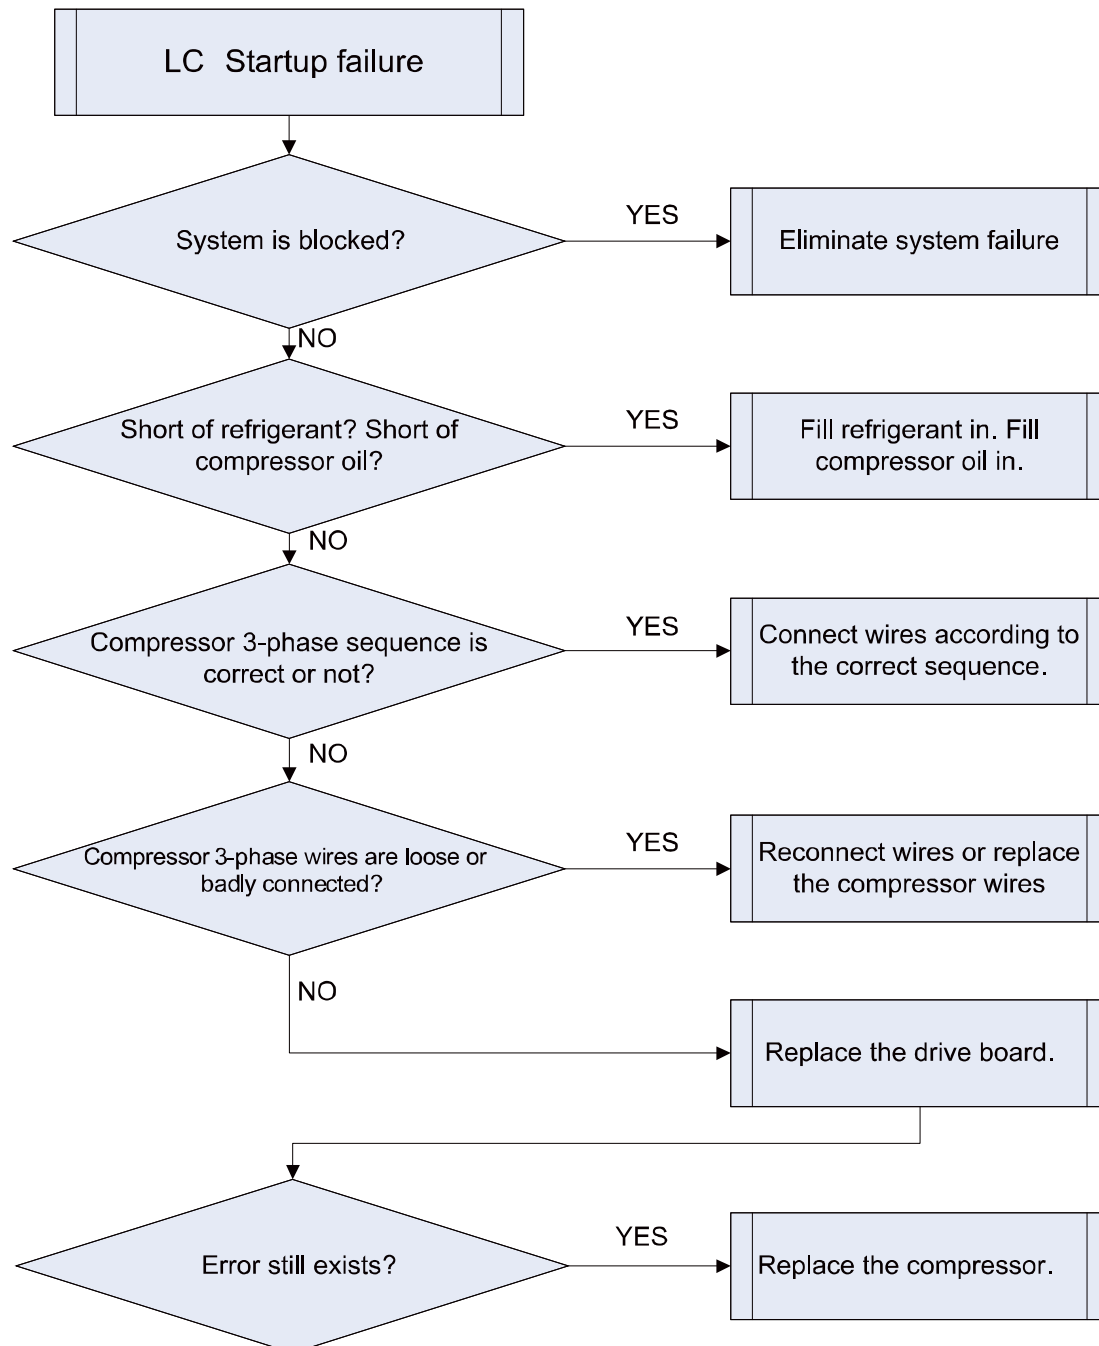 LC  Startup failure
System is blocked?
YES
Eliminate system failure
NO
Short of refrigerant? Short of
compressor oil?
YES
Fill refrigerant in. Fill
compressor oil in.
NO
Compressor 3-phase sequence is
correct or not?
YES
Connect wires according to
the correct sequence.
NO
Compressor 3-phase wires are loose or
badly connected?
YES
Reconnect wires or replace
the compressor wires
NO
Replace the drive board.
Error still exists?
YES
Replace the compressor.